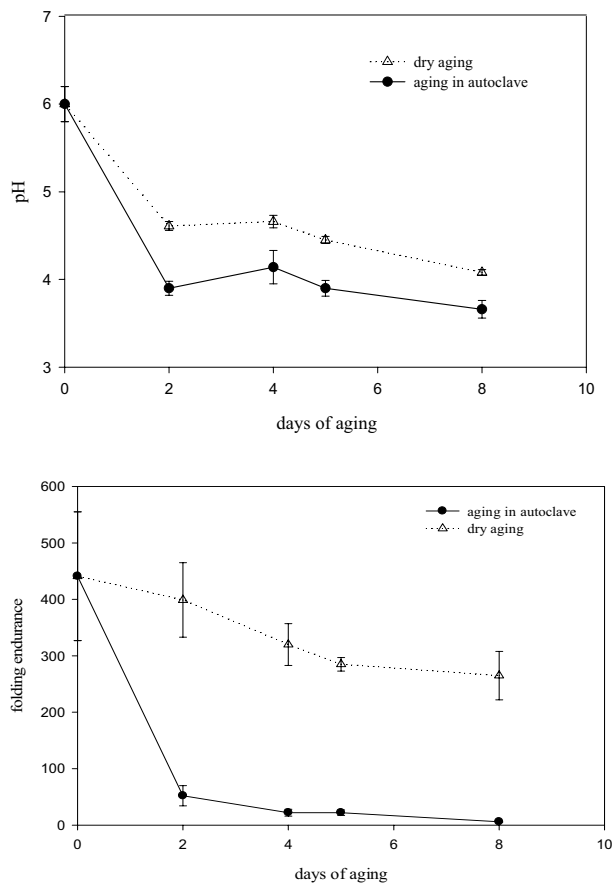 7
dry aging
aging in autoclave
6
pH
5
4
3
0 2 4 6 8 10
days of aging
600
aging in autoclave
dry aging
500
400
folding endurance
300
200
100
0
0 2 4 6 8 10
days of aging